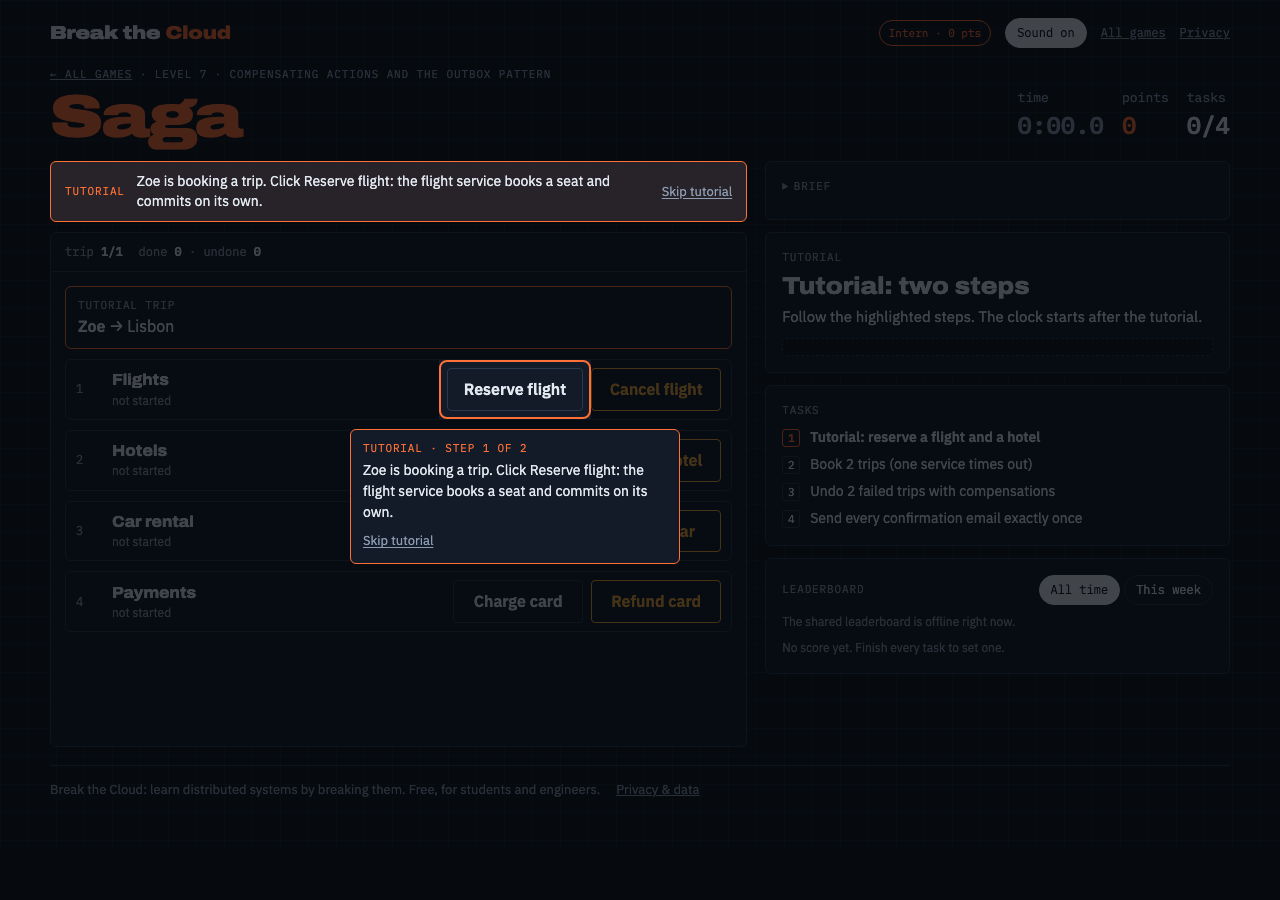 Break the Cloud
Intern · 0 pts
Sound on
All games
Privacy
← ALL GAMES · LEVEL 7 · COMPENSATING ACTIONS AND THE OUTBOX PATTERN
Saga
time
0:00.0
points
0
tasks
0/4
TUTORIAL
Zoe is booking a trip. Click Reserve flight: the flight service books a seat and
commits on its own.
Skip tutorial
trip 1/1 done 0 · undone 0
TUTORIAL TRIP
Zoe → Lisbon
1
Flights
not started
Reserve flight
Cancel flight
2
Hotels
not started
TUTORIAL · STEP 1 OF 2
Zoe is booking a trip. Click Reserve flight: the
flight service books a seat and commits on its
own.
Skip tutorial
3
Car rental
not started
4
Payments
not started
Charge card
Refund card
▶ BRIEF
TUTORIAL
Tutorial: two steps
Follow the highlighted steps. The clock starts after the tutorial.
TASKS
1 Tutorial: reserve a flight and a hotel
2 Book 2 trips (one service times out)
3 Undo 2 failed trips with compensations
4 Send every confirmation email exactly once
LEADERBOARD
All time
This week
The shared leaderboard is offline right now.
No score yet. Finish every task to set one.
Break the Cloud: learn distributed systems by breaking them. Free, for students and engineers.
Privacy & data